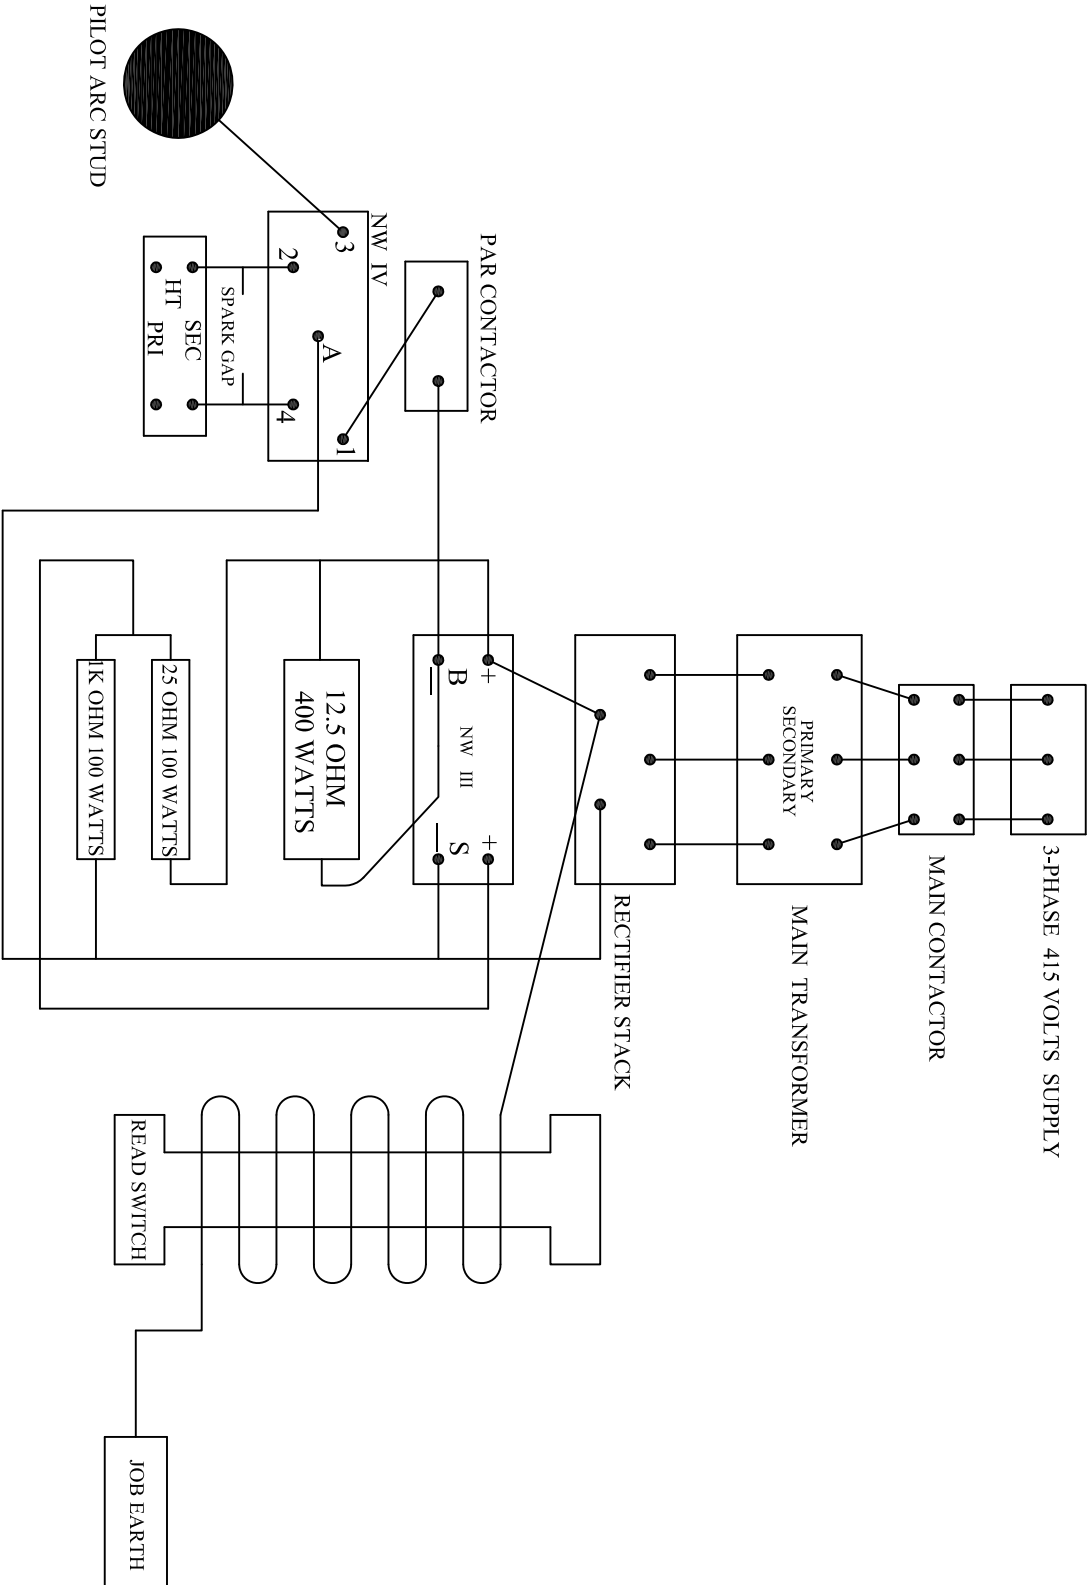 3-PHASE 415 VOLTS SUPPLY
MAIN CONTACTOR
PRIMARY
SECONDARY
MAIN TRANSFORMER
RECTIFIER STACK
PAR CONTACTOR
+
B
—
NW III
+
S
—
NW IV
3
1
A
2
4
SPARK GAP
SEC
HT
PRI
PILOT ARC STUD
12.5 OHM
400 WATTS
25 OHM 100 WATTS
1K OHM 100 WATTS
READ SWITCH
JOB EARTH